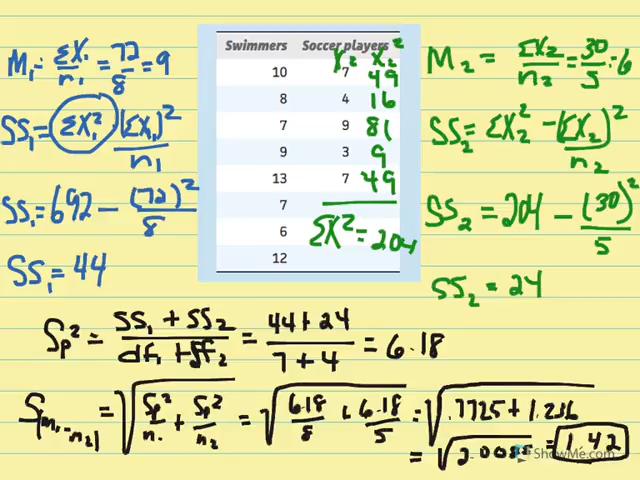 M₁ = ΣX₁/n₁ = 72/8 = 9
SS₁ = ΣX₁² (ΣX₁)²/n₁
SS₁ = 692 - (72)²/8
SS₁ = 44
Swimmers Soccer players
X₂ X₂²
10 7 49
8 4 16
7 9 81
9 3 9
13 7 49
7
6 ΣX² = 204
12
M₂ = ΣX₂/n₂ = 30/5 = 6
SS₂ = ΣX₂² - (ΣX₂)²/n₂
SS₂ = 204 - (30)²/5
SS₂ = 24
Sp² = SS₁ + SS₂/df₁ + df₂ = 44 + 24/7 + 4 = 6.18
S(M₁-M₂) = √Sp²/n₁ + Sp²/n₂ = √6.18/8 + 6.18/5 = √.7725 + 1.236
= √2.0085 = 1.42
ShowMe.com